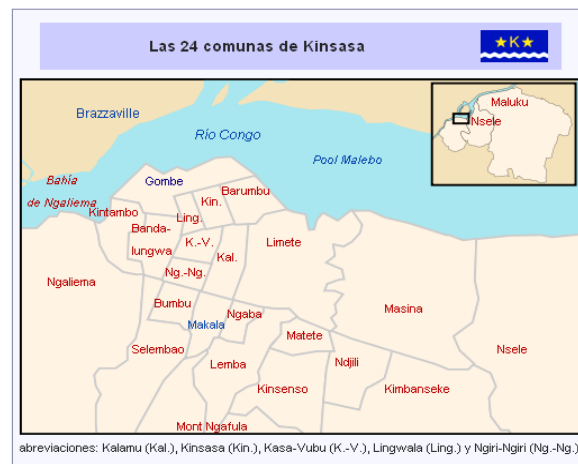 Las 24 comunas de Kinsasa
★K★
Maluku
Nsele
Brazzaville
Río Congo
Pool Malebo
Bahía
de Ngaliema
Gombe
Barumbu
Kin.
Kintambo
Ling.
Banda-
lungwa
K.-V.
Limete
Kal.
Ng.-Ng.
Ngaliema
Bumbu
Masina
Ngaba
Makala
Matete
Selembao
Nsele
Lemba
Ndjili
Kinsenso
Kimbanseke
Mont Ngafula
abreviaciones: Kalamu (Kal.), Kinsasa (Kin.), Kasa-Vubu (K.-V.), Lingwala (Ling.) y Ngiri-Ngiri (Ng.-Ng.)